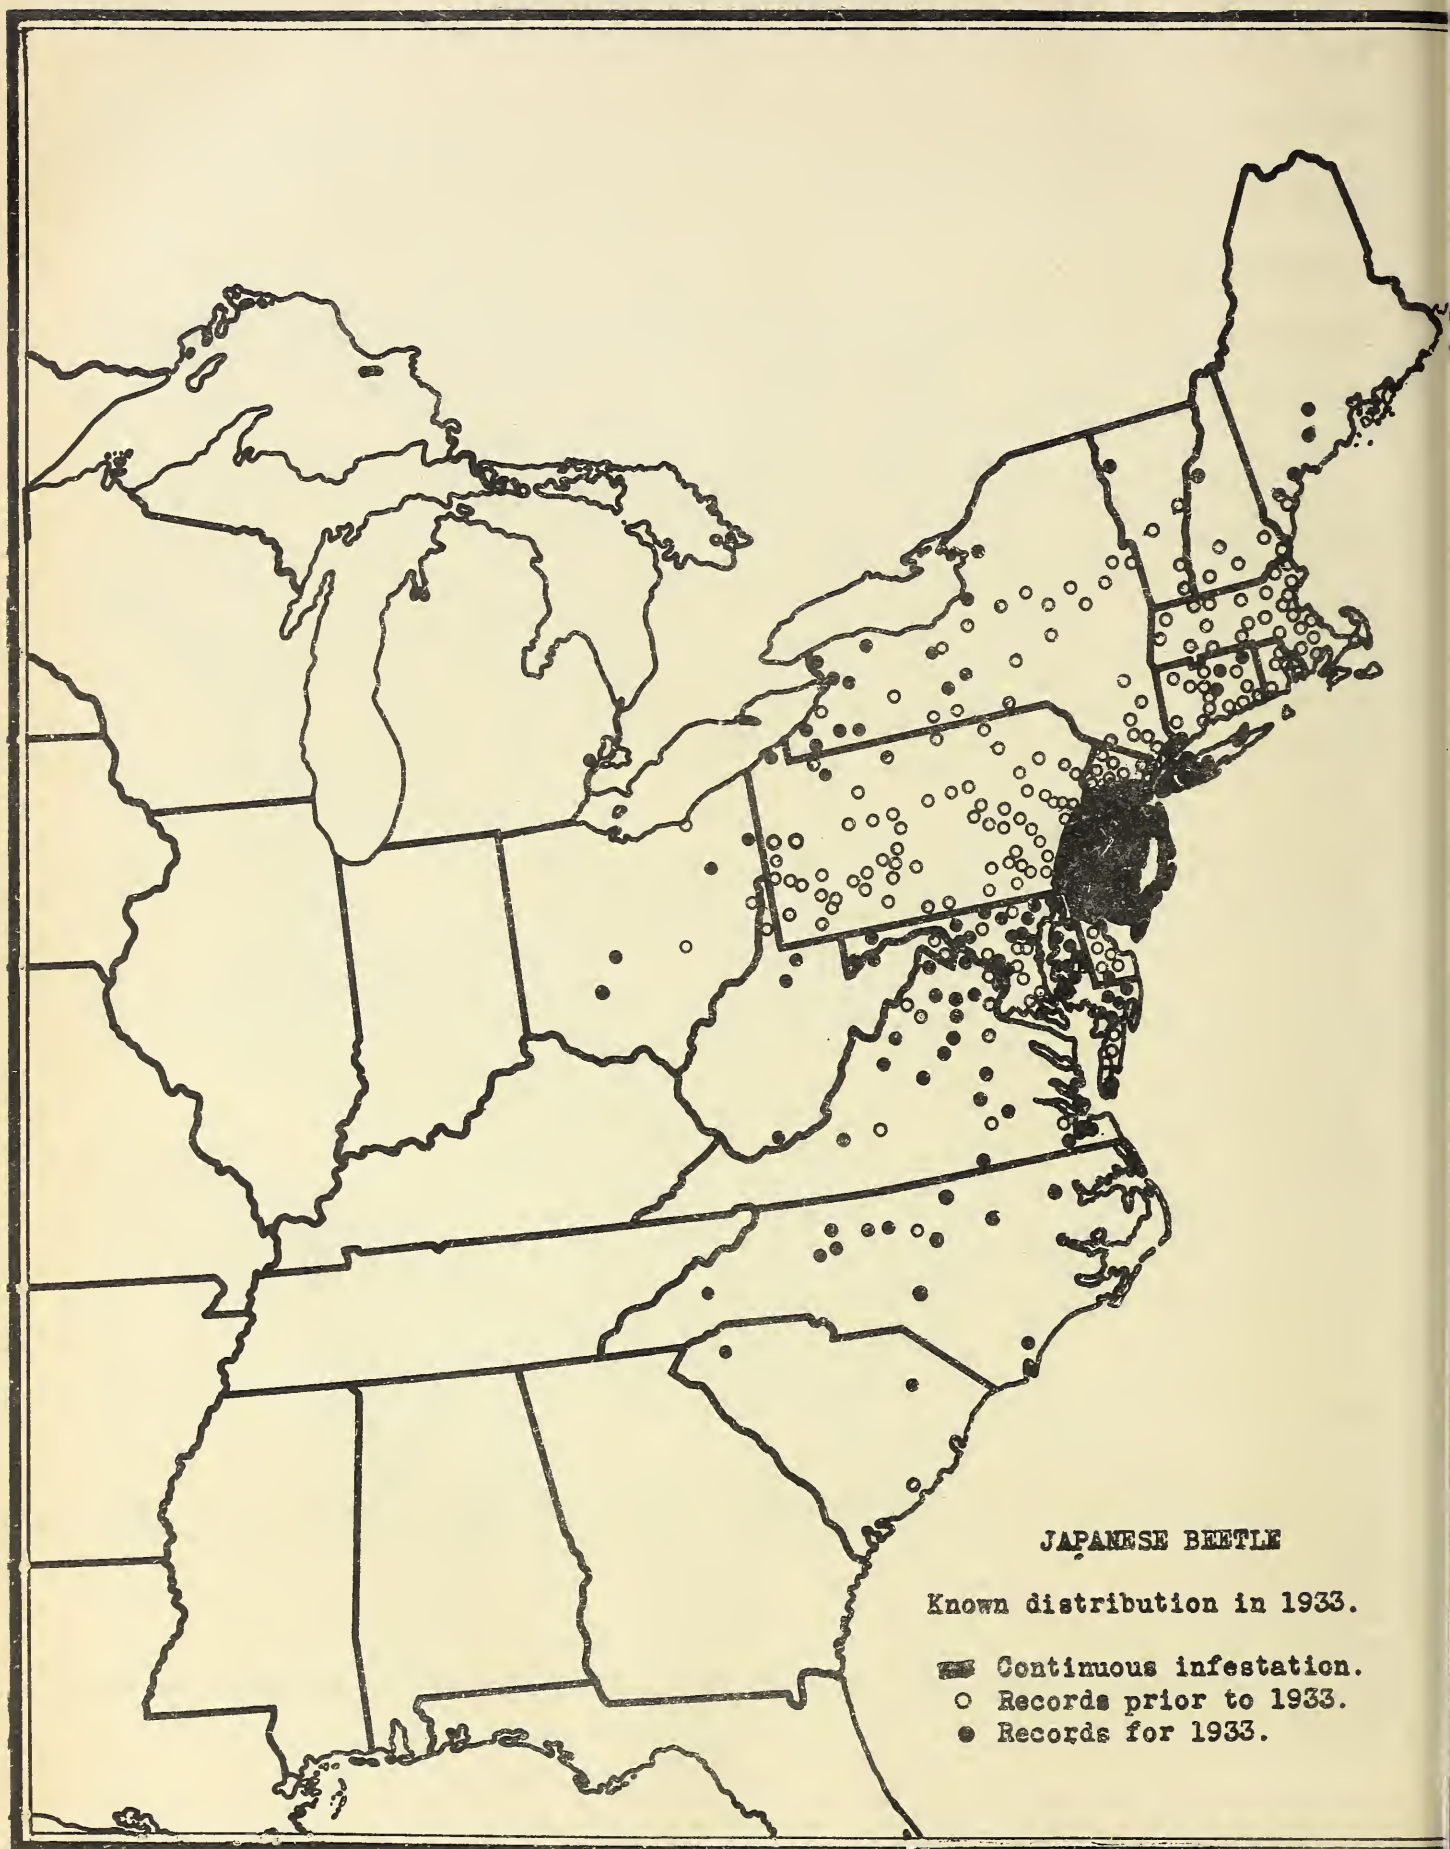 JAPANESE BEETLE
Known distribution in 1933.
Continuous infestation.
Records prior to 1933.
Records for 1933.